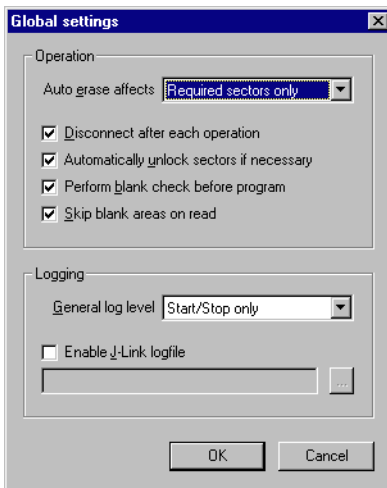 Global settings
Operation
Auto erase affects Required sectors only
Disconnect after each operation
Automatically unlock sectors if necessary
Perform blank check before program
Skip blank areas on read
Logging
General log level Start/Stop only
Enable J-Link logfile
...
OK Cancel